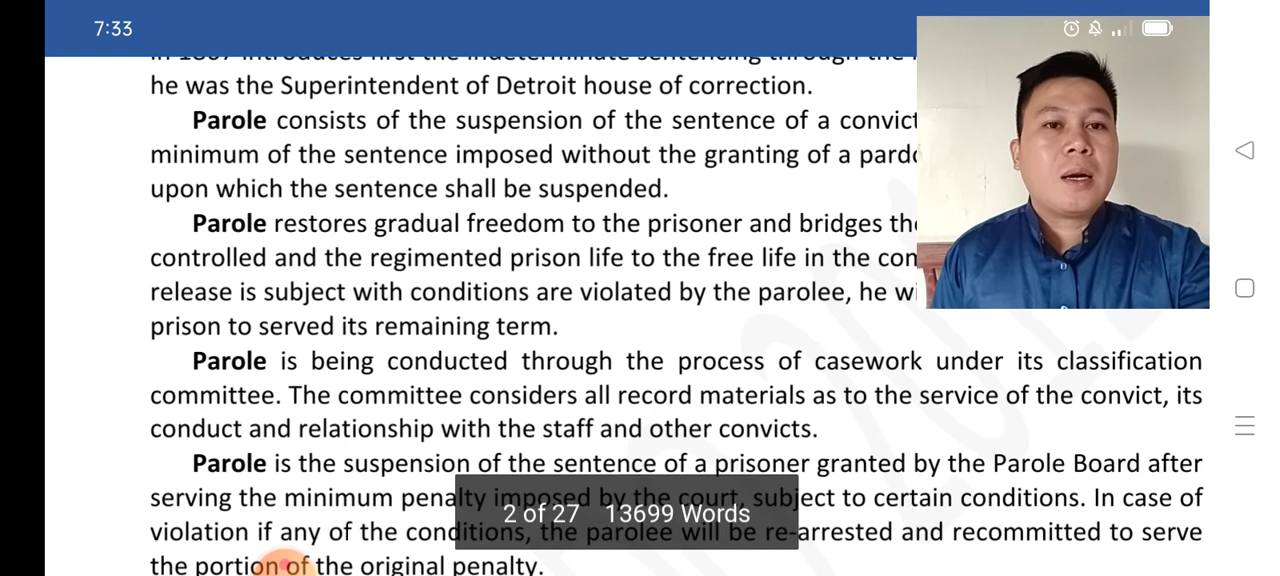 7:33
he was the Superintendent of Detroit house of correction.
Parole consists of the suspension of the sentence of a convict
minimum of the sentence imposed without the granting of a
upon which the sentence shall be suspended.
Parole restores gradual freedom to the prisoner and bridges
controlled and the regimented prison life to the free life in the
release is subject with conditions are violated by the parolee, he
prison to served its remaining term.
Parole is being conducted through the process of casework under its classification
committee. The committee considers all record materials as to the service of the convict, its
conduct and relationship with the staff and other convicts.
Parole is the suspension of the sentence of a prisoner granted by the Parole Board after
serving the minimum penalty imposed by the court, subject to certain conditions. In case of
violation if any of the conditions, the parolee will be re-arrested and recommitted to serve
the portion of the original penalty.
2 of 27 13699 Words